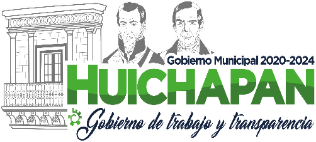 Gobierno Municipal 2020-2024
HUICHAPAN
Gobierno de trabajo y transparencia